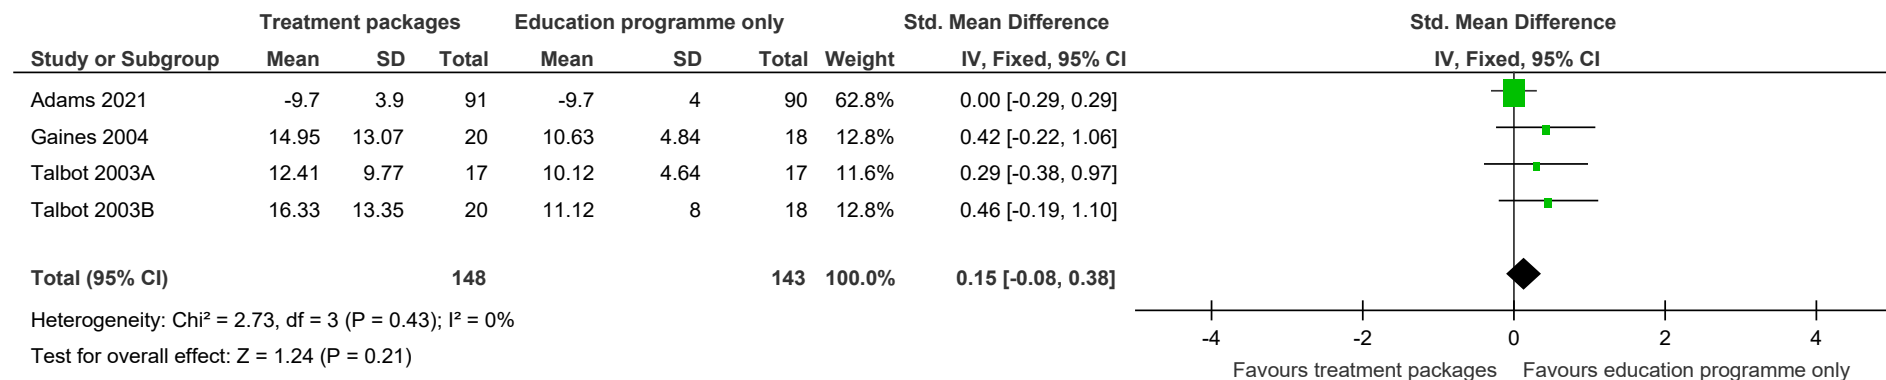 Treatment packages Education programme only Std. Mean Difference Std. Mean Difference
Study or Subgroup Mean SD Total Mean SD Total Weight IV, Fixed, 95% CI IV, Fixed, 95% CI
Adams 2021 -9.7 3.9 91 -9.7 4 90 62.8% 0.00 [-0.29, 0.29]
Gaines 2004 14.95 13.07 20 10.63 4.84 18 12.8% 0.42 [-0.22, 1.06]
Talbot 2003A 12.41 9.77 17 10.12 4.64 17 11.6% 0.29 [-0.38, 0.97]
Talbot 2003B 16.33 13.35 20 11.12 8 18 12.8% 0.46 [-0.19, 1.10]
Total (95% CI) 148 143 100.0% 0.15 [-0.08, 0.38]
Heterogeneity: Chi² = 2.73, df = 3 (P = 0.43); I² = 0%
Test for overall effect: Z = 1.24 (P = 0.21)
-4 -2 0 2 4
Favours treatment packages Favours education programme only